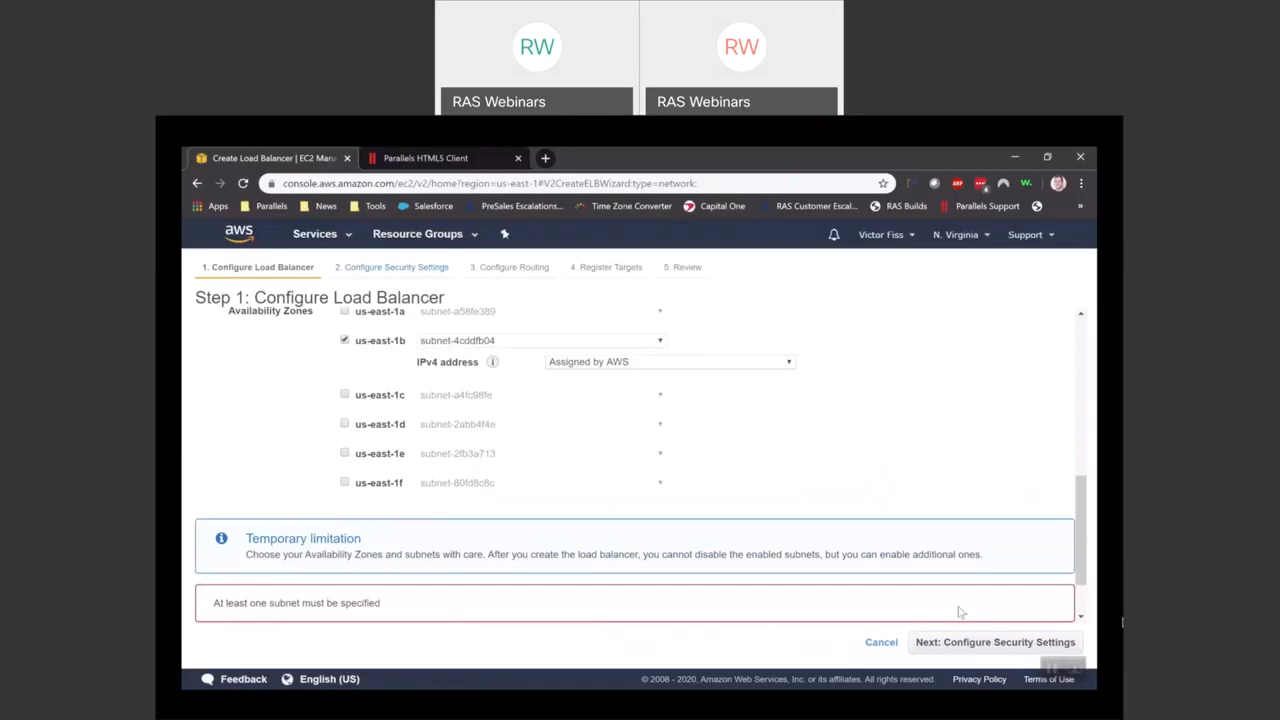 RW
RW
RAS Webinars
RAS Webinars
Create Load Balancer | EC2 Mana
Parallels HTML5 Client
console.aws.amazon.com/ec2/v2/home?region=us-east-1#V2CreateELBWizard:type=network:
Apps Parallels News Tools Salesforce PreSales Escalations... Time Zone Converter Capital One RAS Customer Escal... RAS Builds Parallels Support
aws Services Resource Groups Victor Fiss N. Virginia Support
1. Configure Load Balancer 2. Configure Security Settings 3. Configure Routing 4. Register Targets 5. Review
Step 1: Configure Load Balancer
Availability Zones us-east-1a subnet-a58fe389
us-east-1b subnet-4cddfb04
IPv4 address i Assigned by AWS
us-east-1c subnet-a4fc98fe
us-east-1d subnet-2abb4f4e
us-east-1e subnet-2fb3a713
us-east-1f subnet-80fd8c8c
Temporary limitation
Choose your Availability Zones and subnets with care. After you create the load balancer, you cannot disable the enabled subnets, but you can enable additional ones.
At least one subnet must be specified
Cancel Next: Configure Security Settings
Feedback English (US) © 2008 - 2020, Amazon Web Services, Inc. or its affiliates. All rights reserved. Privacy Policy Terms of Use